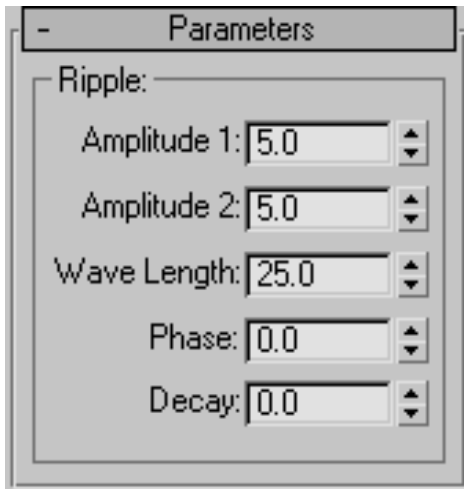 - Parameters
Ripple:
Amplitude 1: 5.0
Amplitude 2: 5.0
Wave Length: 25.0
Phase: 0.0
Decay: 0.0